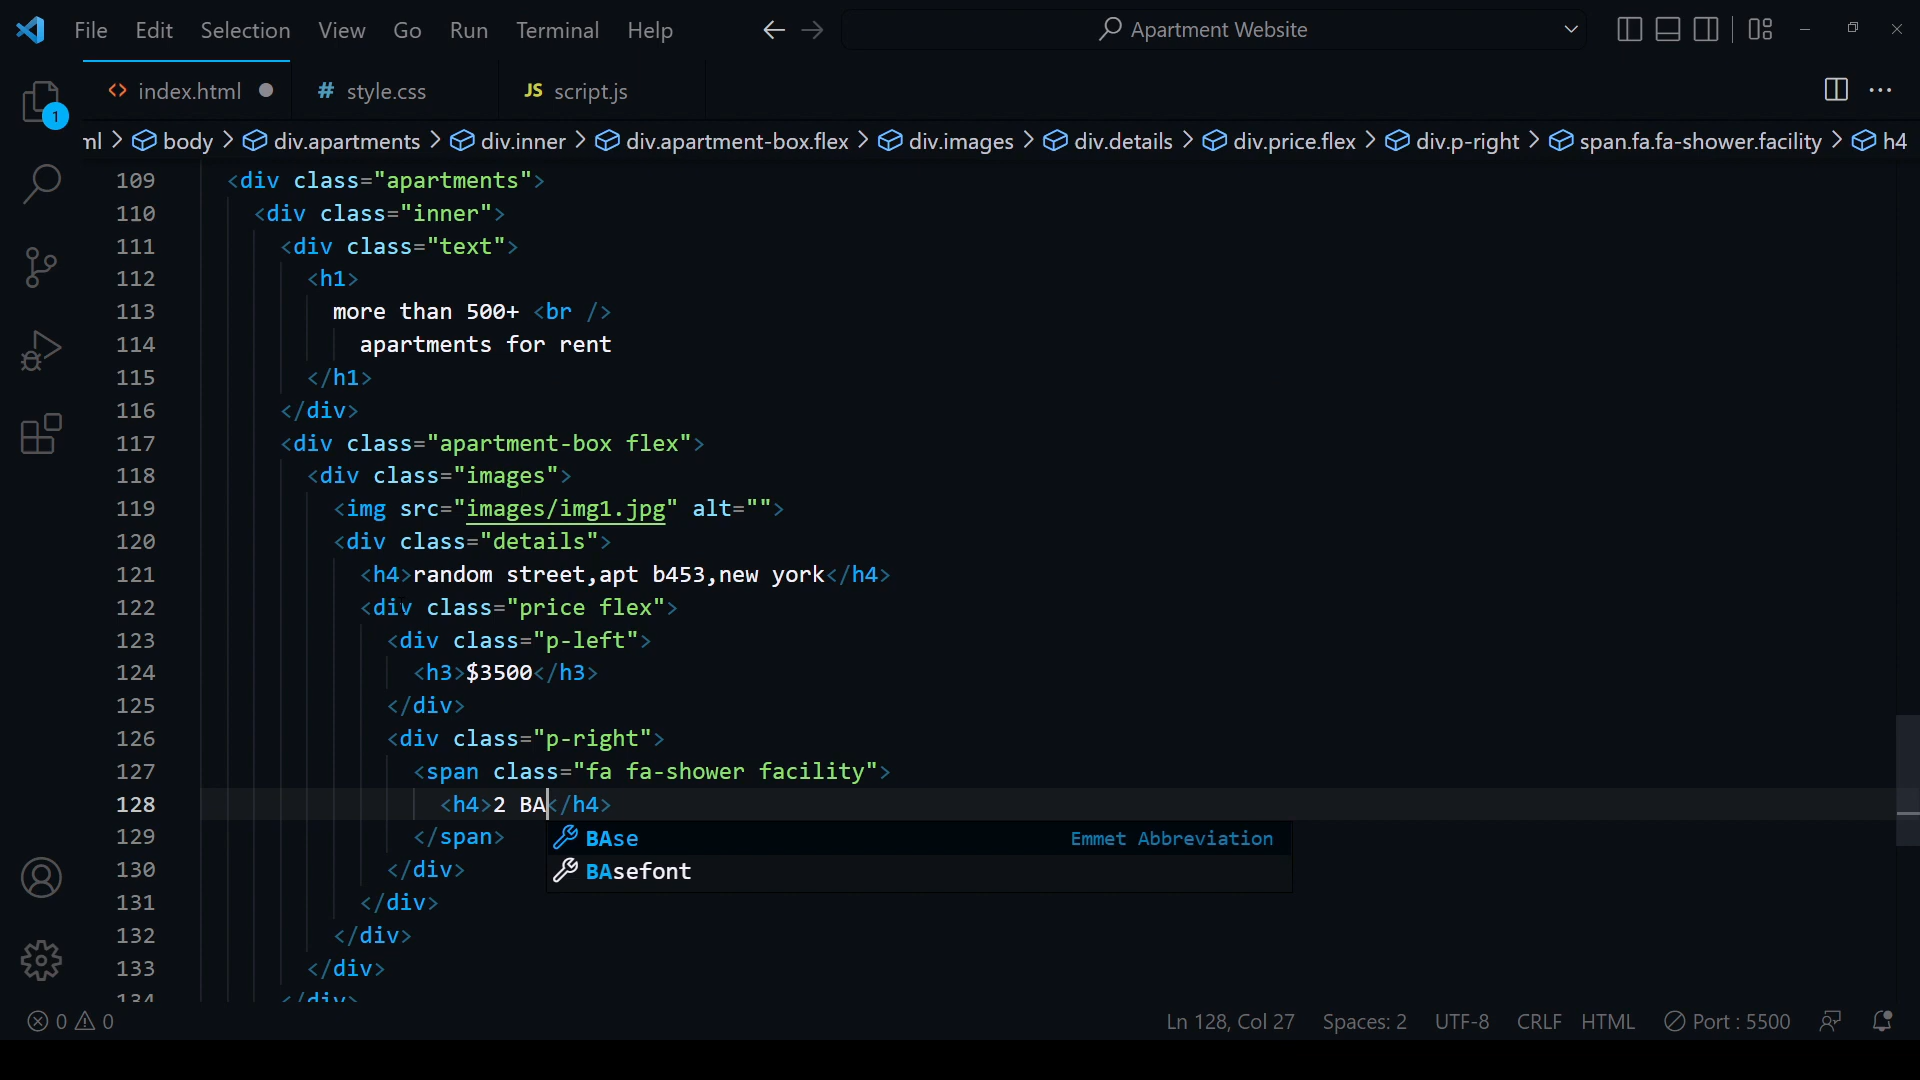 File Edit Selection View Go Run Terminal Help Apartment Website
index.html # style.css JS script.js
1
ml > body > div.apartments > div.inner > div.apartment-box.flex > div.images > div.details > div.price.flex > div.p-right > span.fa.fa-shower.facility > h4
109 <div class="apartments">
110 <div class="inner">
111 <div class="text">
112 <h1>
113 more than 500+ <br />
114 apartments for rent
115 </h1>
116 </div>
117 <div class="apartment-box flex">
118 <div class="images">
119 <img src="images/img1.jpg" alt="">
120 <div class="details">
121 <h4>random street,apt b453,new york</h4>
122 <div class="price flex">
123 <div class="p-left">
124 <h3>$3500</h3>
125 </div>
126 <div class="p-right">
127 <span class="fa fa-shower facility">
128 <h4>2 BA</h4>
129 </span>
BAse Emmet Abbreviation
130 </div>
BAsefont
131 </div>
132 </div>
133 </div>
134 </div>
0 0 Ln 128, Col 27 Spaces: 2 UTF-8 CRLF HTML Port : 5500